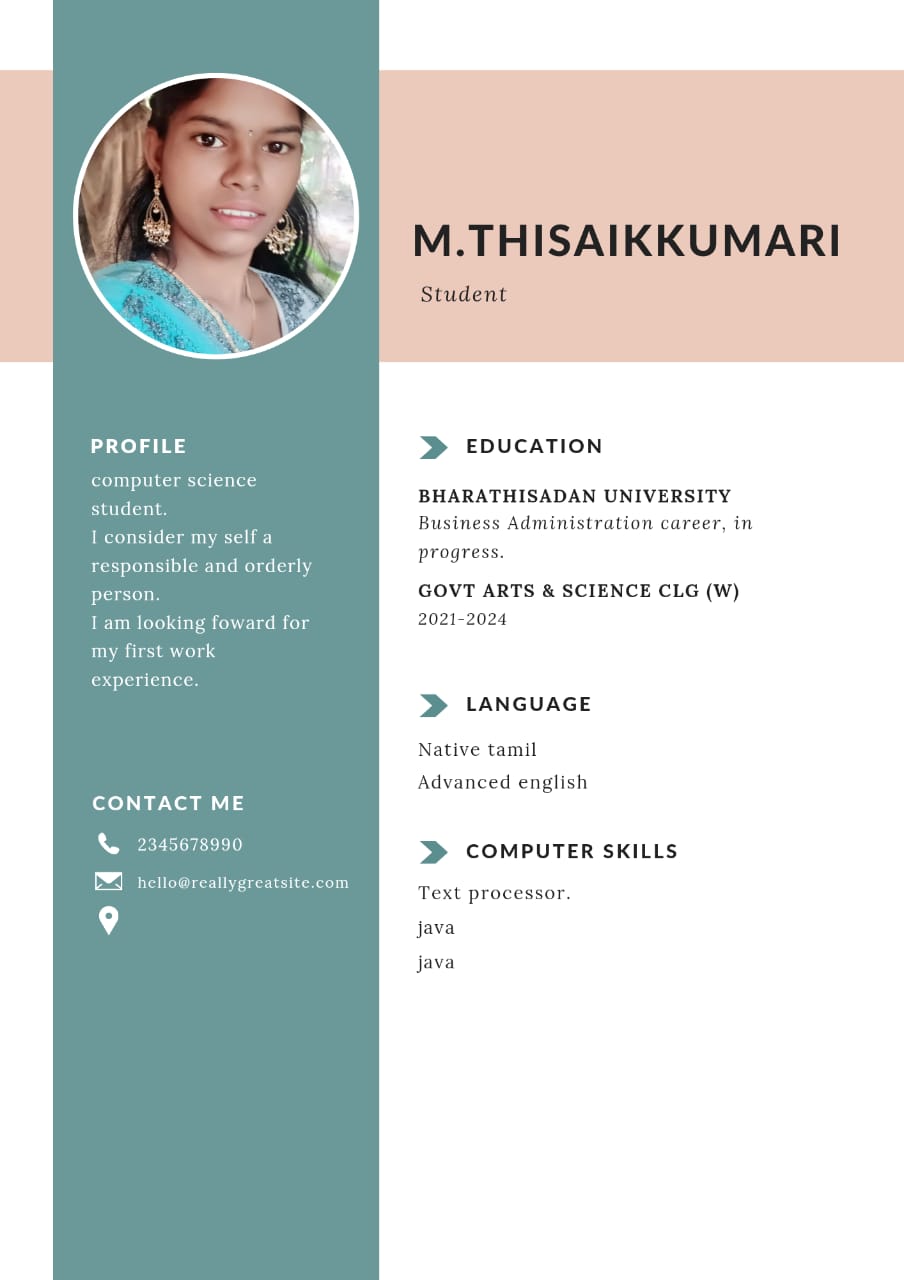 M.THISAIKKUMARI
Student
PROFILE
computer science
student.
I consider my self a
responsible and orderly
person.
I am looking foward for
my first work
experience.
CONTACT ME
2345678990
hello@reallygreatsite.com
EDUCATION
BHARATHISADAN UNIVERSITY
Business Administration career, in
progress.
GOVT ARTS & SCIENCE CLG (W)
2021-2024
LANGUAGE
Native tamil
Advanced english
COMPUTER SKILLS
Text processor.
java
java